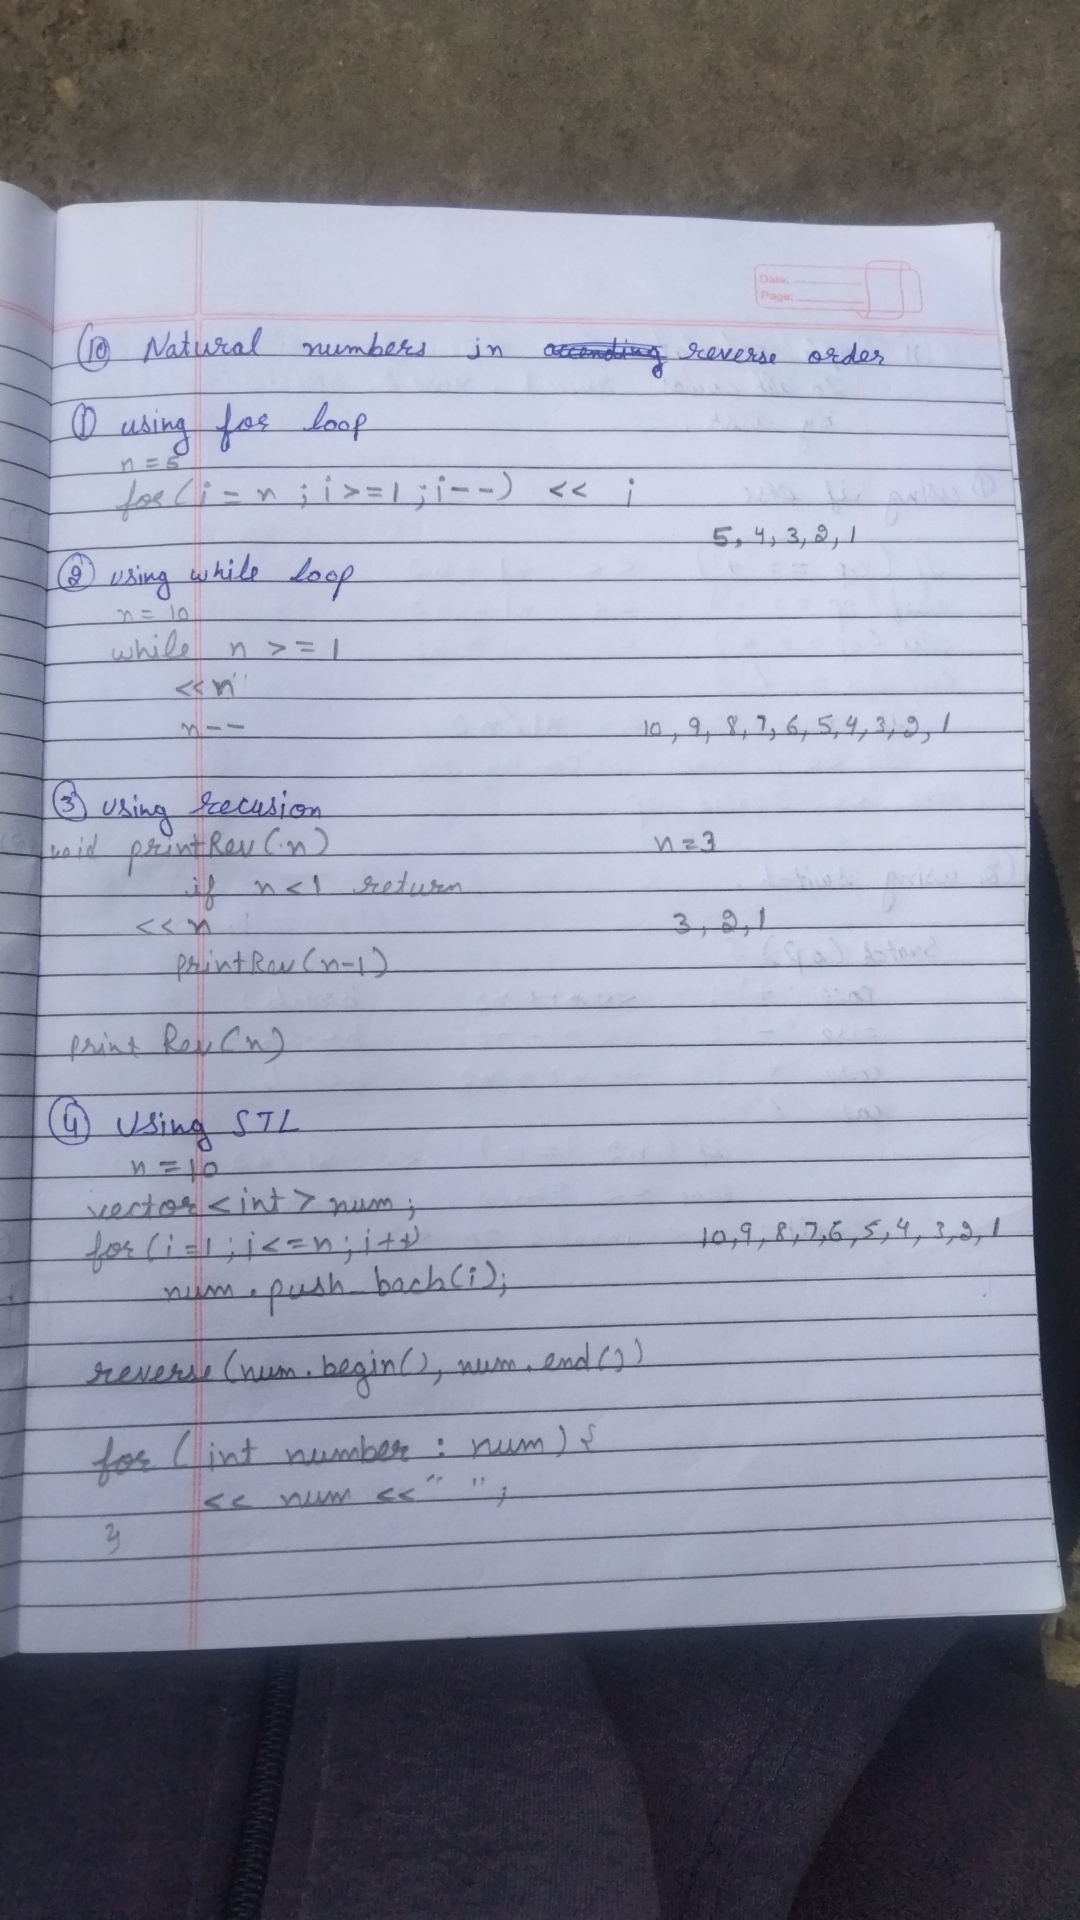 Date:
Page:
⑩ Natural numbers in accending reverse order
① using for loop
n = 5
for (i = n ; i >= 1 ; i--) << i
5, 4, 3, 2, 1
② using while loop
n = 10
while n >= 1
<< n
n--
10, 9, 8, 7, 6, 5, 4, 3, 2, 1
③ using recusion
void printRev (n)
n = 3
if n < 1 return
<< n
3, 2, 1
printRev (n-1)
print Rev (n)
④ Using STL
n = 10
vector <int> num ;
for (i = 1 ; i <= n ; i++)
10, 9, 8, 7, 6, 5, 4, 3, 2, 1
num . push_back (i) ;
reverse (num . begin(), num . end())
for ( int number : num ) {
<< num << " " ;
}